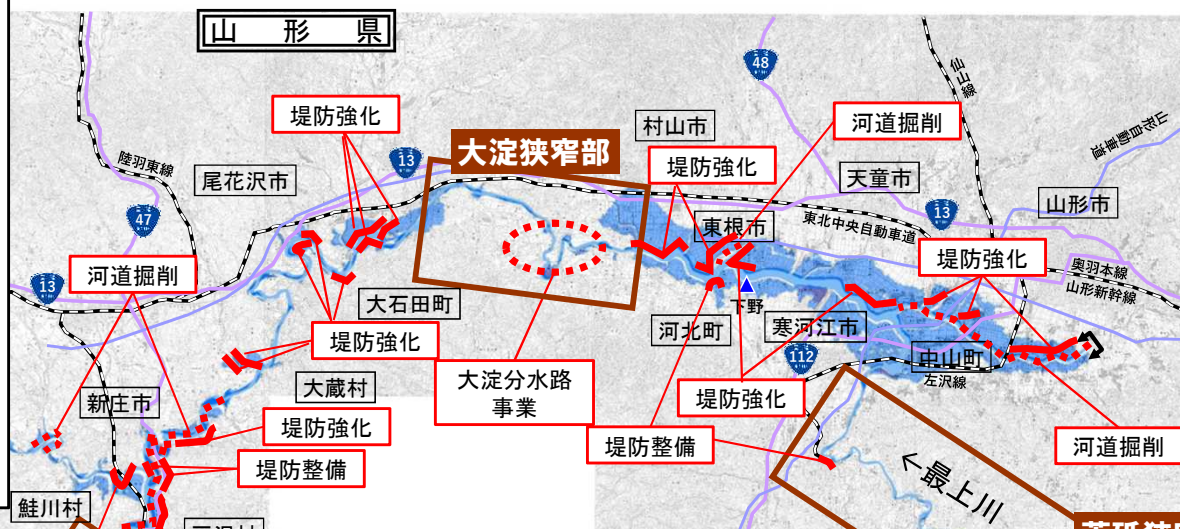 山形県
48
仙山線
山形自動車道
堤防強化
河道掘削
村山市
大淀狭窄部
陸羽東線
13
堤防強化
天童市
尾花沢市
山形市
47
13
東根市
東北中央自動車道
堤防強化
河道掘削
奥羽本線
山形新幹線
13
大石田町
下野
寒河江市
河北町
堤防強化
112
中山町
左沢線
大淀分水路
事業
大蔵村
新庄市
堤防強化
堤防強化
堤防整備
河道掘削
堤防整備
←最上川
鮭川村